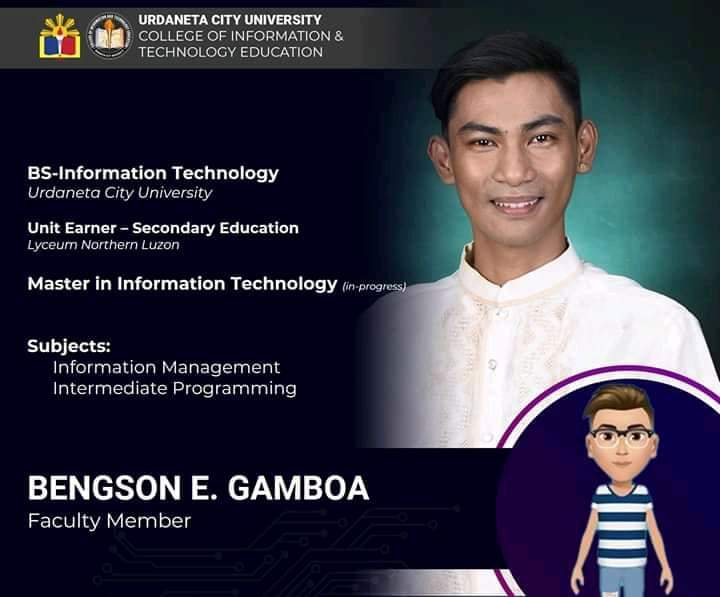 URDANETA CITY UNIVERSITY
COLLEGE OF INFORMATION &
TECHNOLOGY EDUCATION
BS-Information Technology
Urdaneta City University
Unit Earner – Secondary Education
Lyceum Northern Luzon
Master in Information Technology (in-progress)
Subjects:
Information Management
Intermediate Programming
BENGSON E. GAMBOA
Faculty Member